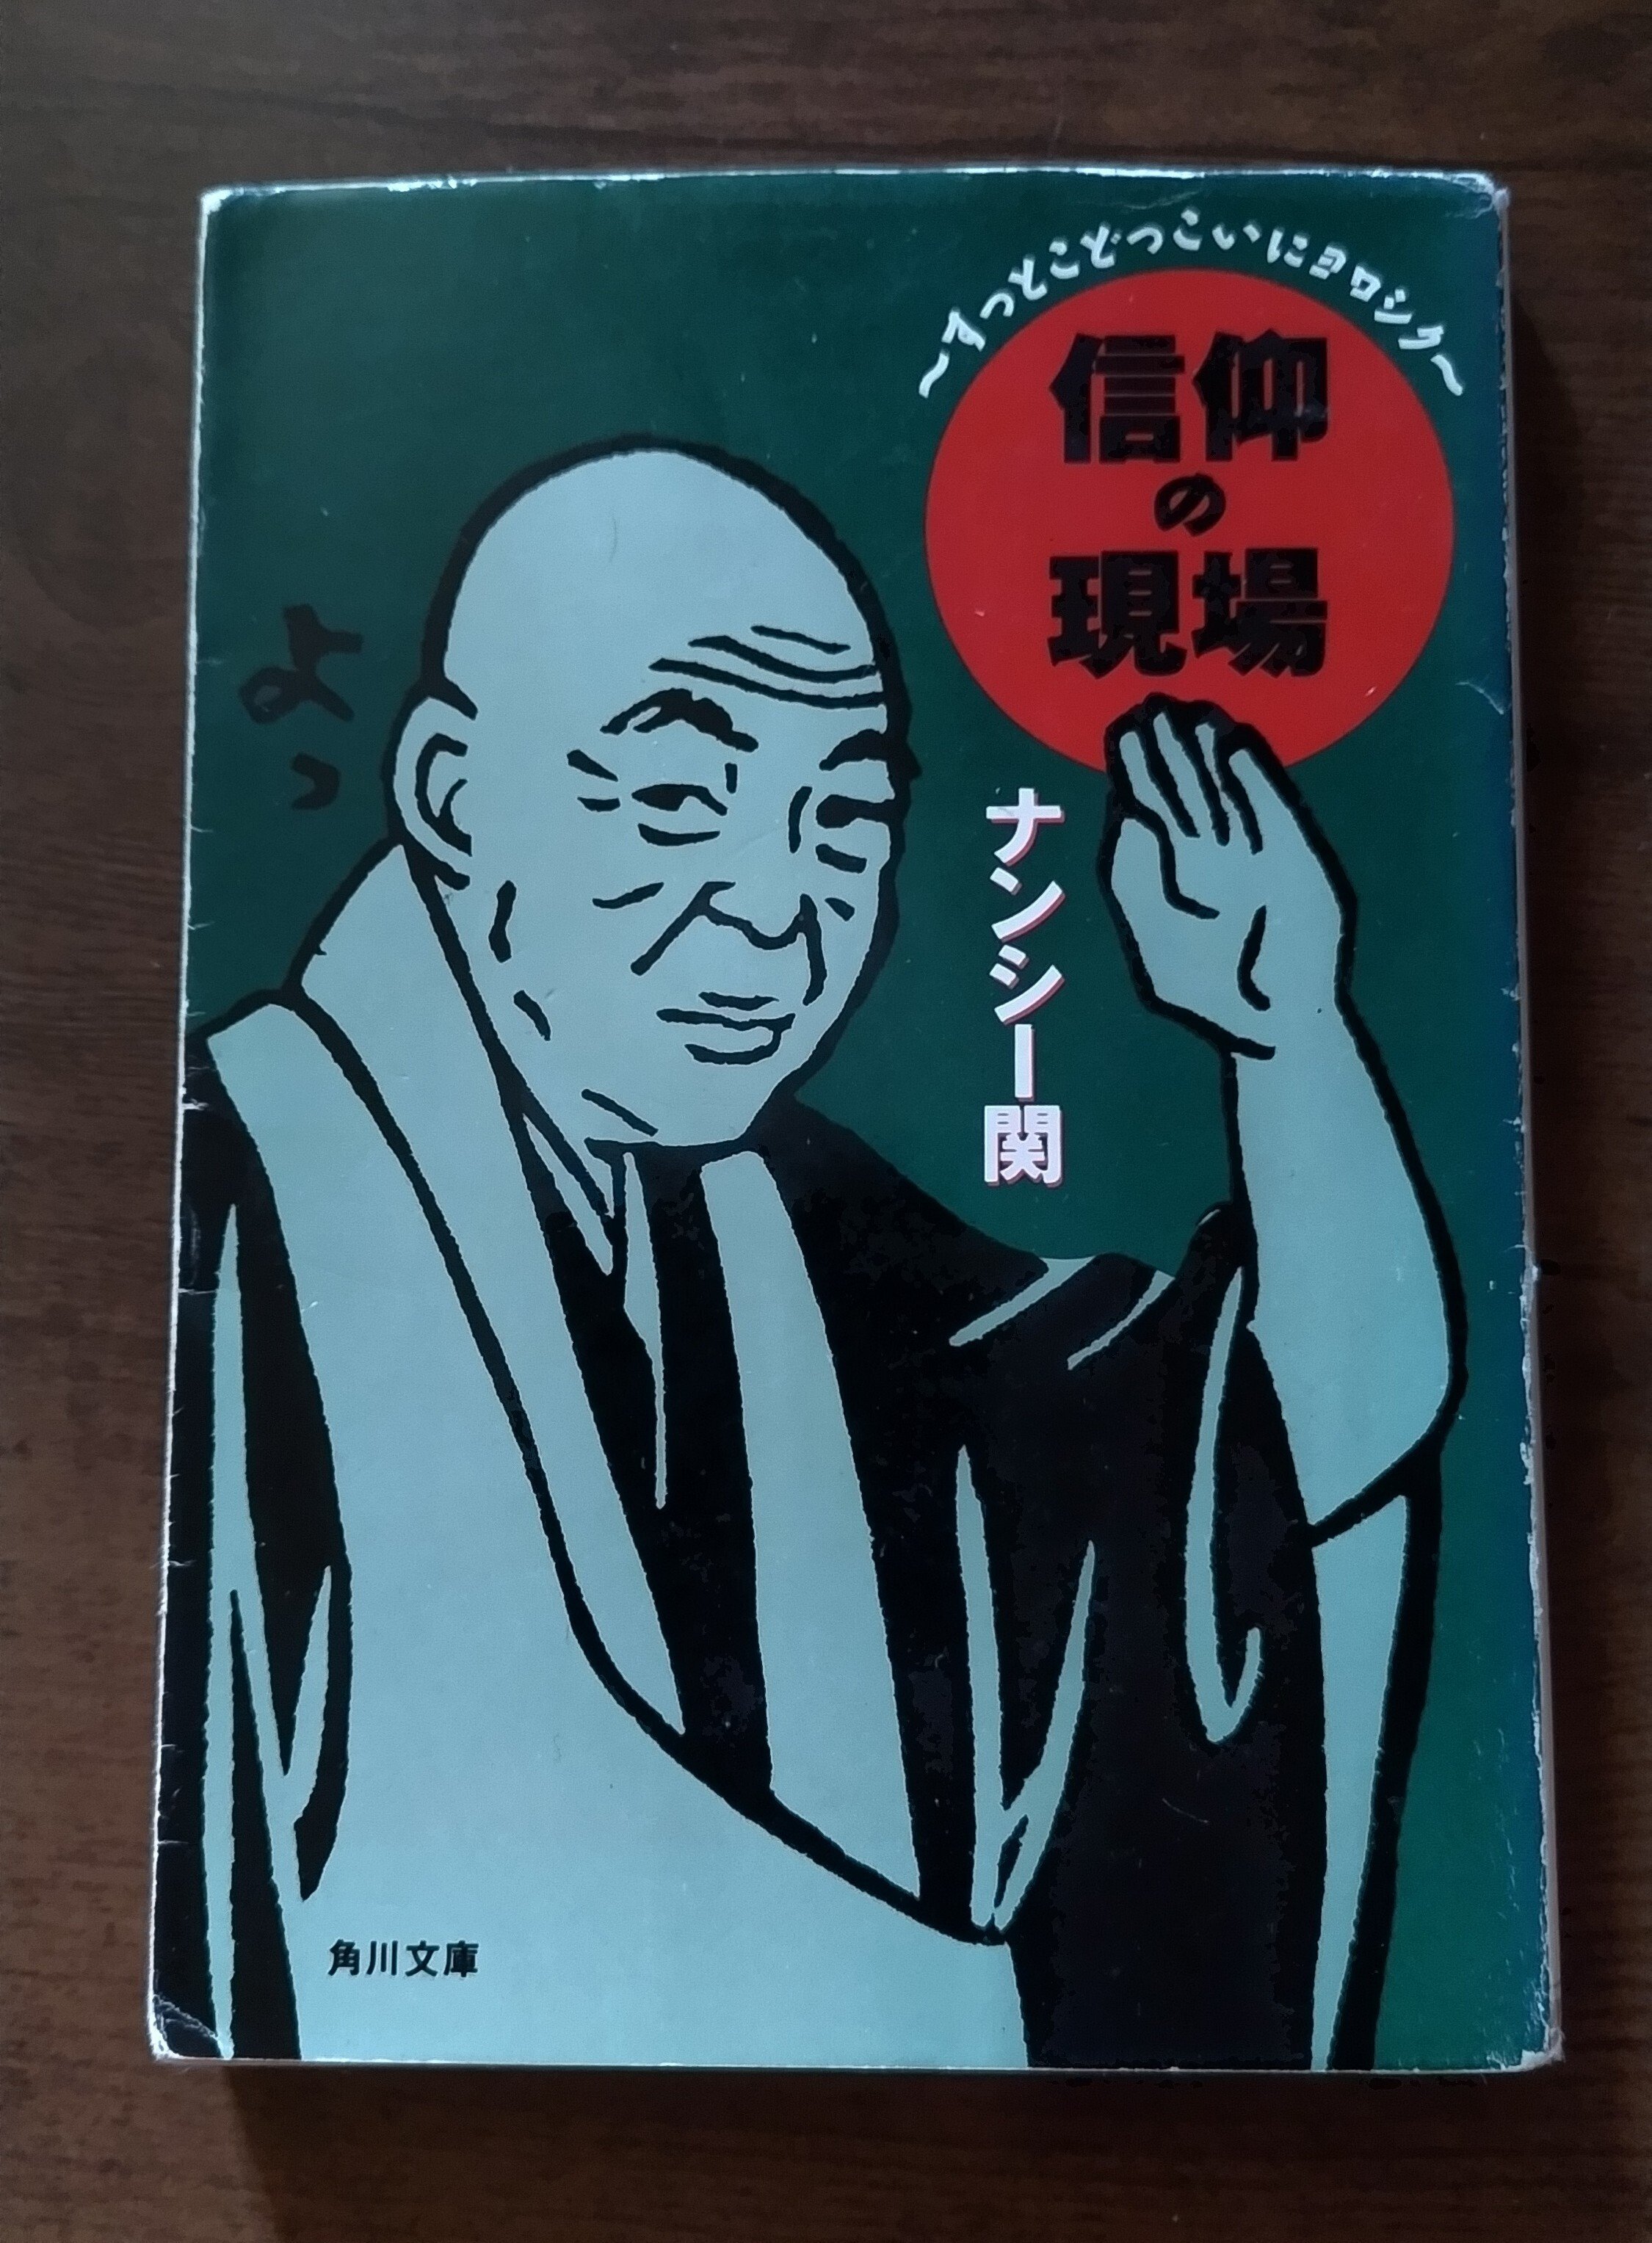 〜すっとこどっこいにヨロシク〜
信仰
の
現場
ナンシー関
よっ
角川文庫